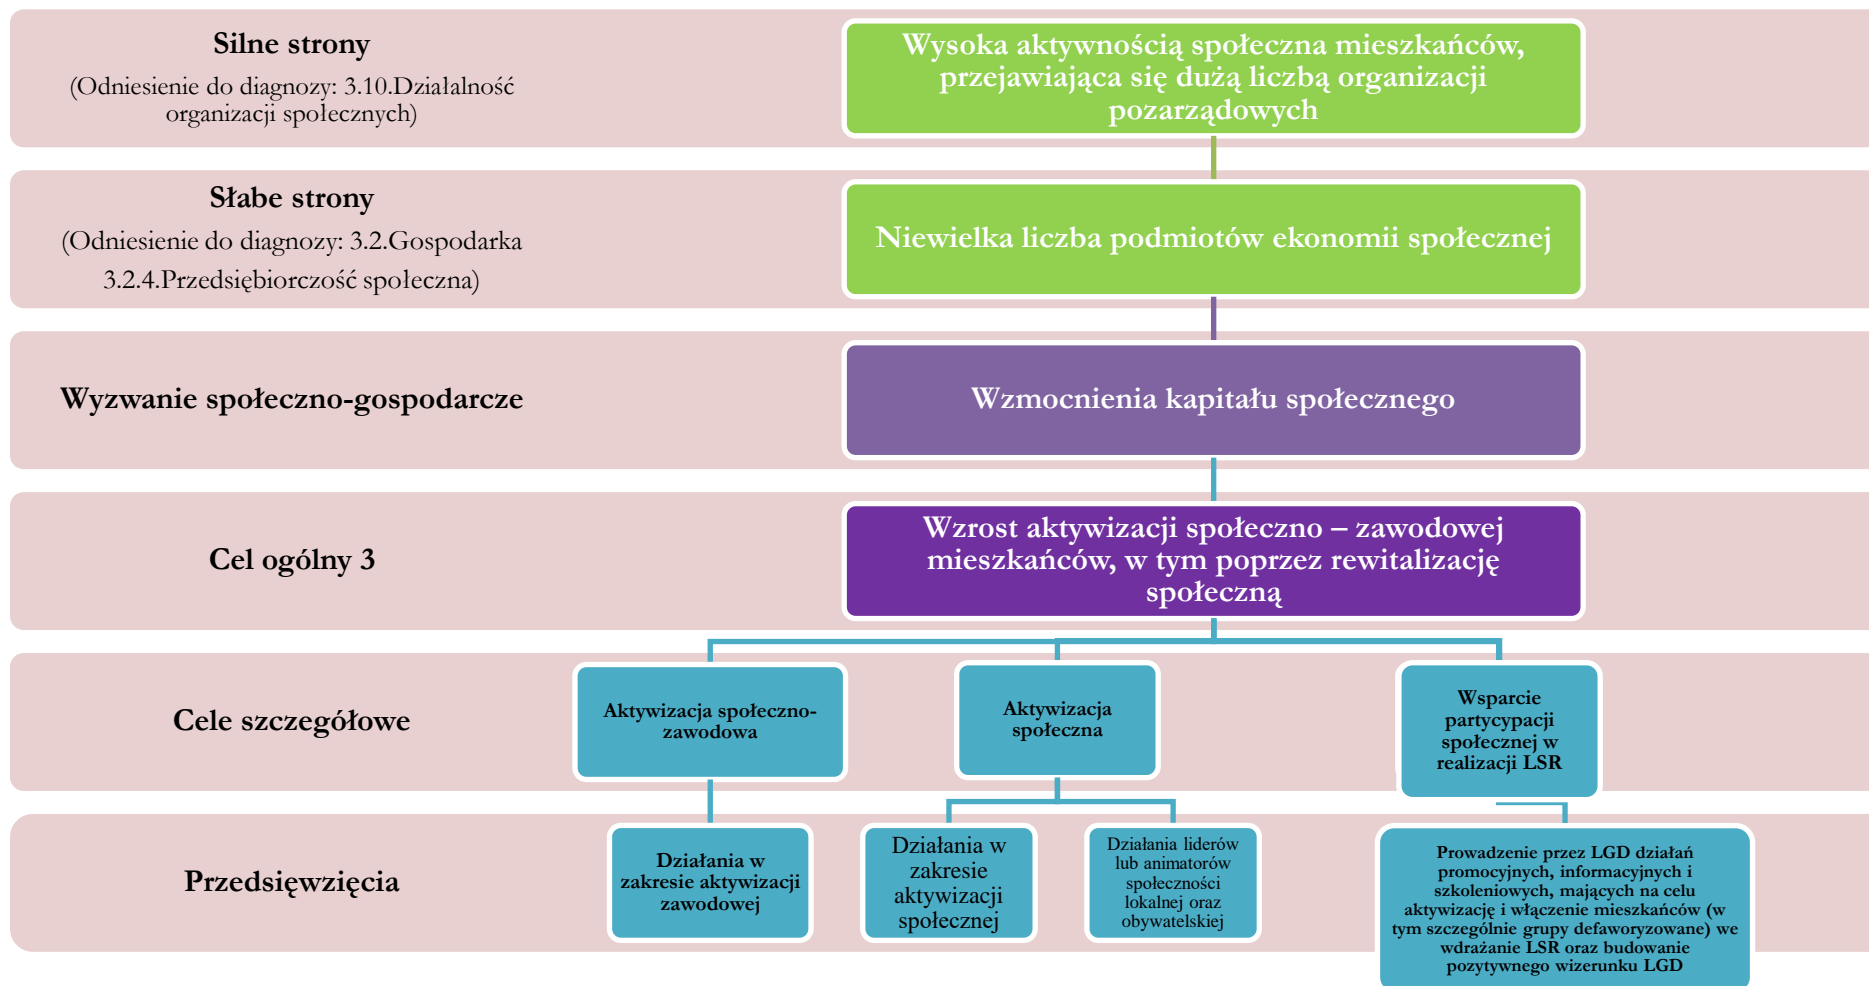 Silne strony
(Odniesienie do diagnozy: 3.10.Działalność
organizacji społecznych)
Wysoka aktywnością społeczna mieszkańców,
przejawiająca się dużą liczbą organizacji
pozarządowych
Słabe strony
(Odniesienie do diagnozy: 3.2.Gospodarka
3.2.4.Przedsiębiorczość społeczna)
Niewielka liczba podmiotów ekonomii społecznej
Wyzwanie społeczno-gospodarcze
Wzmocnienia kapitału społecznego
Cel ogólny 3
Wzrost aktywizacji społeczno – zawodowej
mieszkańców, w tym poprzez rewitalizację
społeczną
Cele szczegółowe
Aktywizacja społeczno-
zawodowa
Aktywizacja
społeczna
Wsparcie
partycypacji
społecznej w
realizacji LSR
Przedsięwzięcia
Działania w
zakresie aktywizacji
zawodowej
Działania w
zakresie
aktywizacji
społecznej
Działania liderów
lub animatorów
społeczności
lokalnej oraz
obywatelskiej
Prowadzenie przez LGD działań
promocyjnych, informacyjnych i
szkoleniowych, mających na celu
aktywizację i włączenie mieszkańców (w
tym szczególnie grupy defaworyzowane) we
wdrażanie LSR oraz budowanie
pozytywnego wizerunku LGD